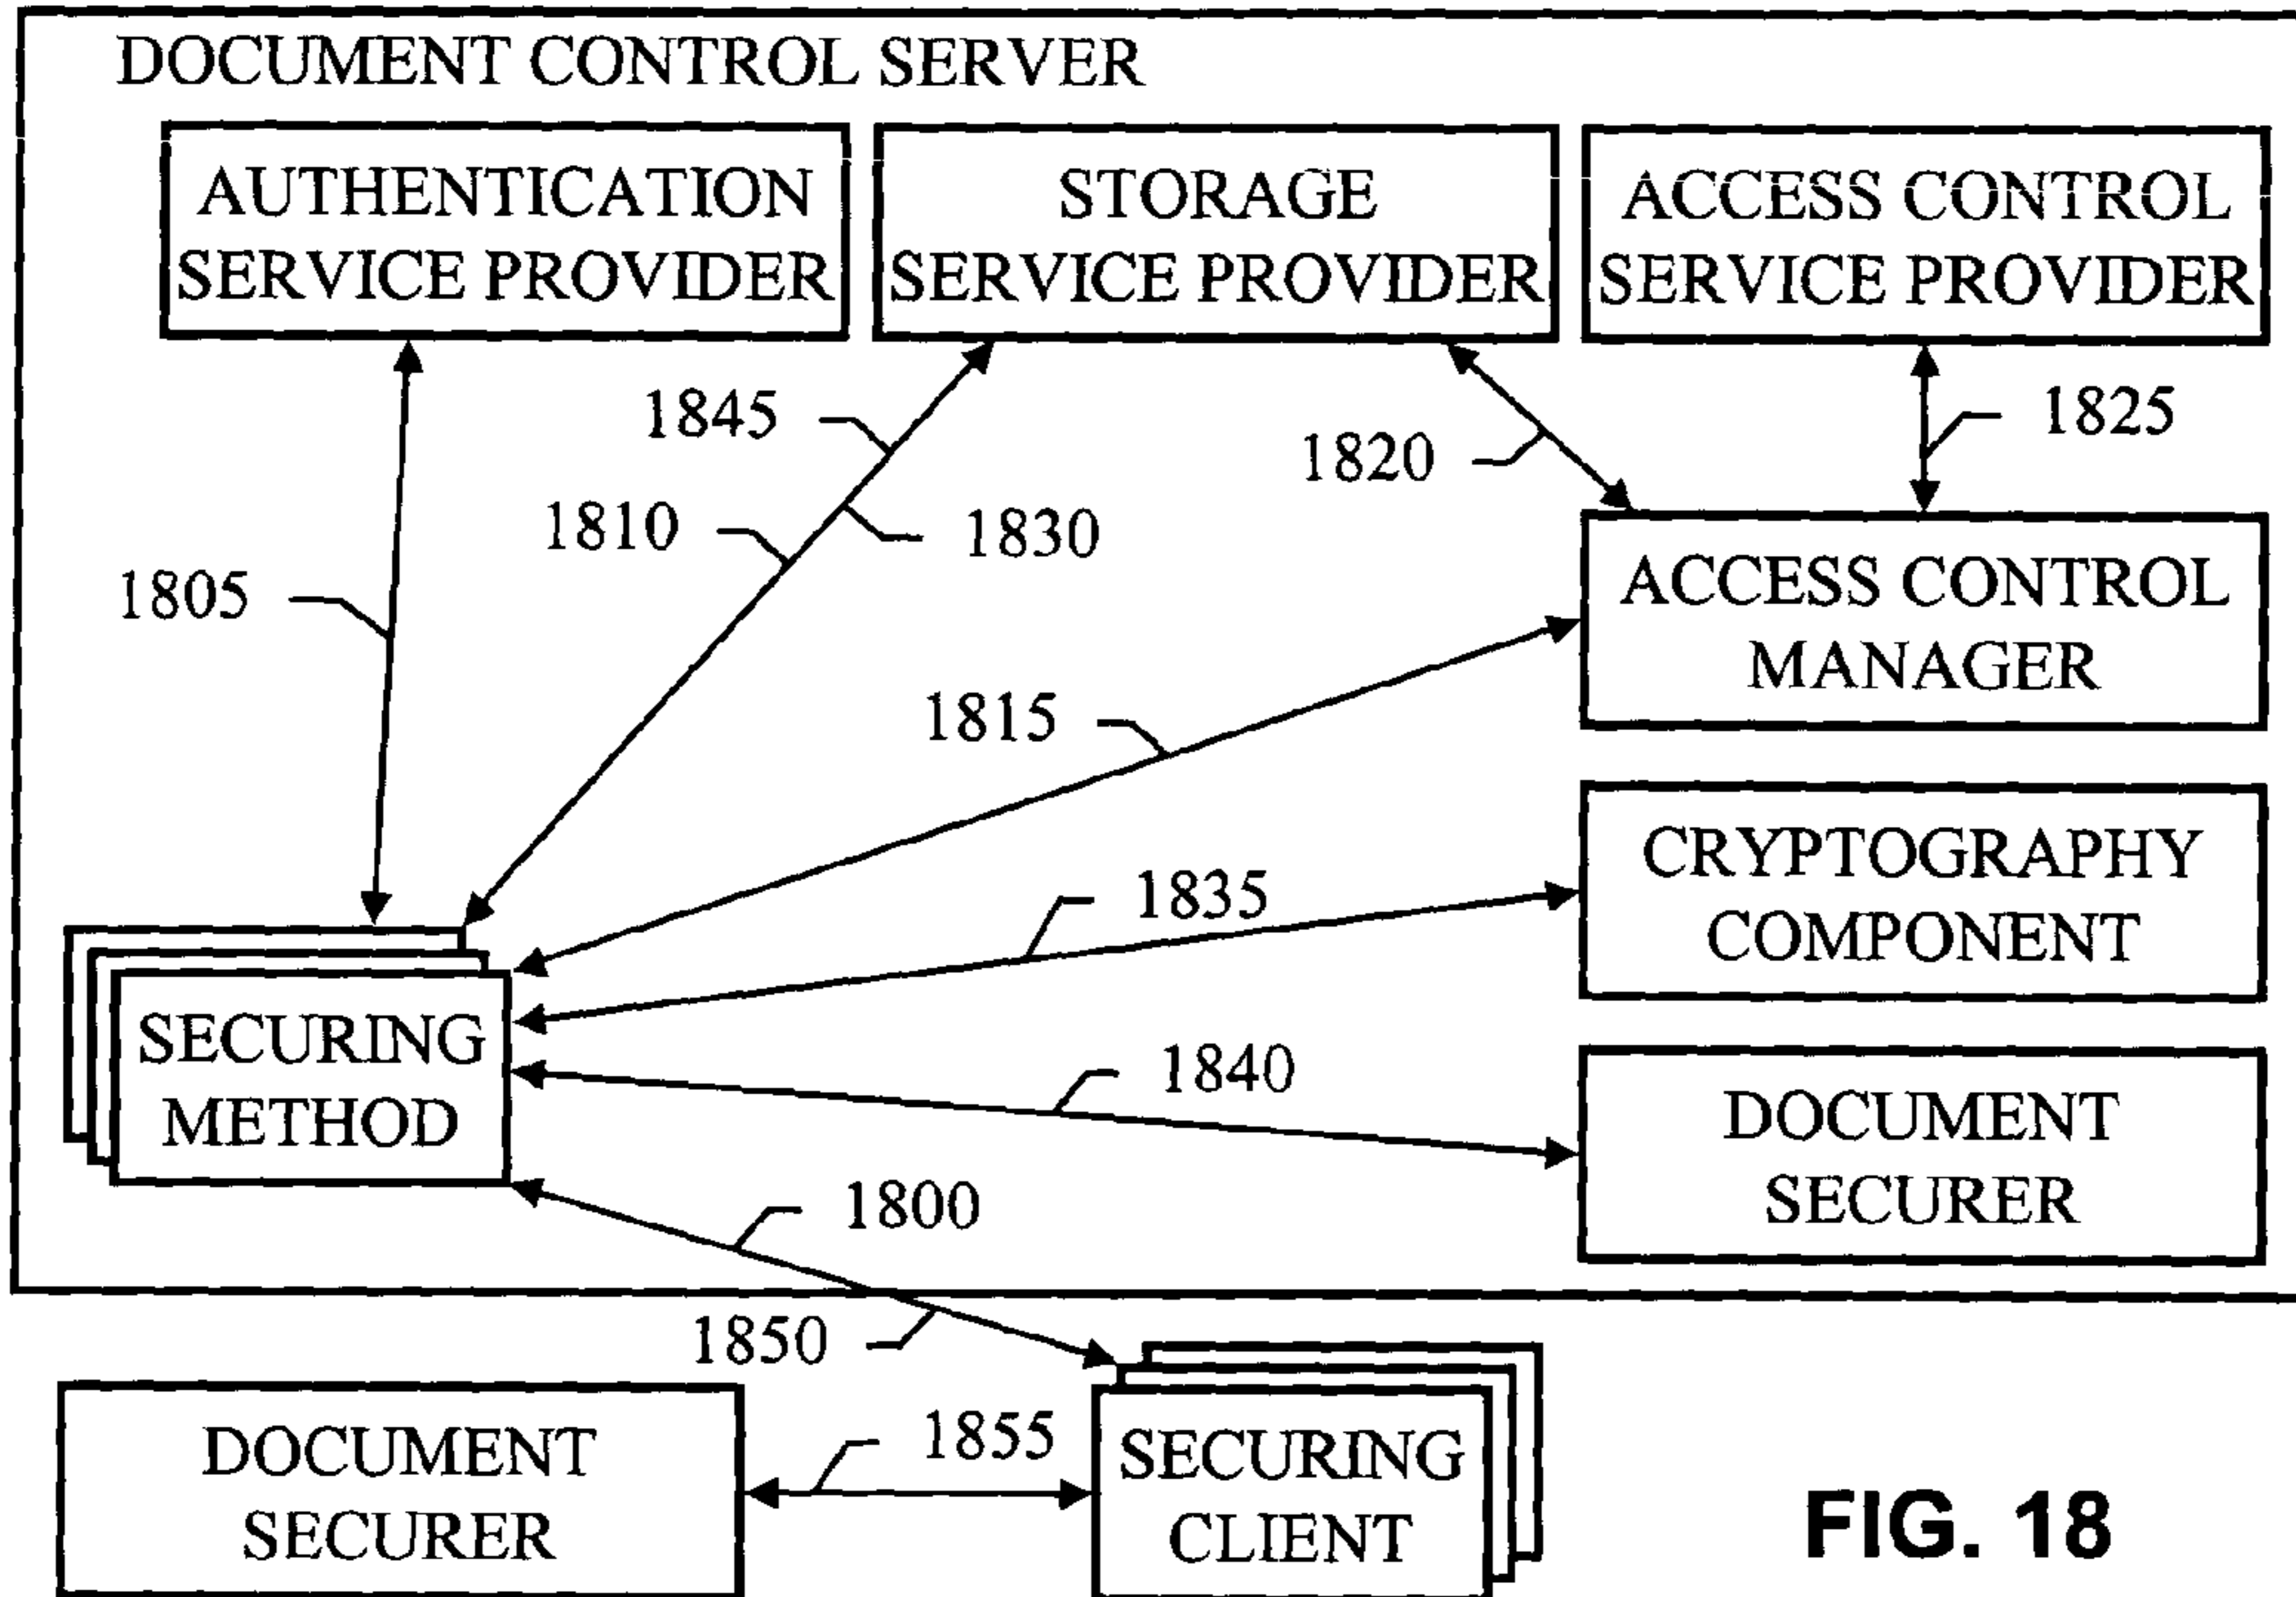 DOCUMENT CONTROL SERVER
AUTHENTICATION
SERVICE PROVIDER
STORAGE
SERVICE PROVIDER
ACCESS CONTROL
SERVICE PROVIDER
1845
1820
1825
1810
1830
1805
ACCESS CONTROL
MANAGER
1815
1835
CRYPTOGRAPHY
COMPONENT
SECURING
METHOD
1840
DOCUMENT
SECURER
1800
1850
DOCUMENT
SECURER
1855
SECURING
CLIENT
FIG. 18